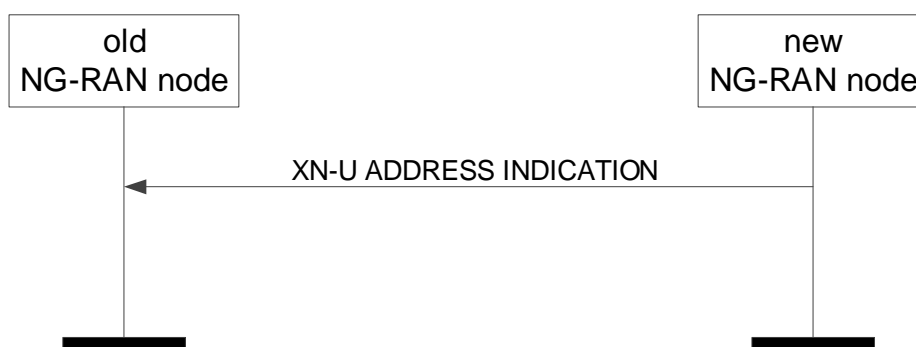 old
NG-RAN node
new
NG-RAN node
XN-U ADDRESS INDICATION